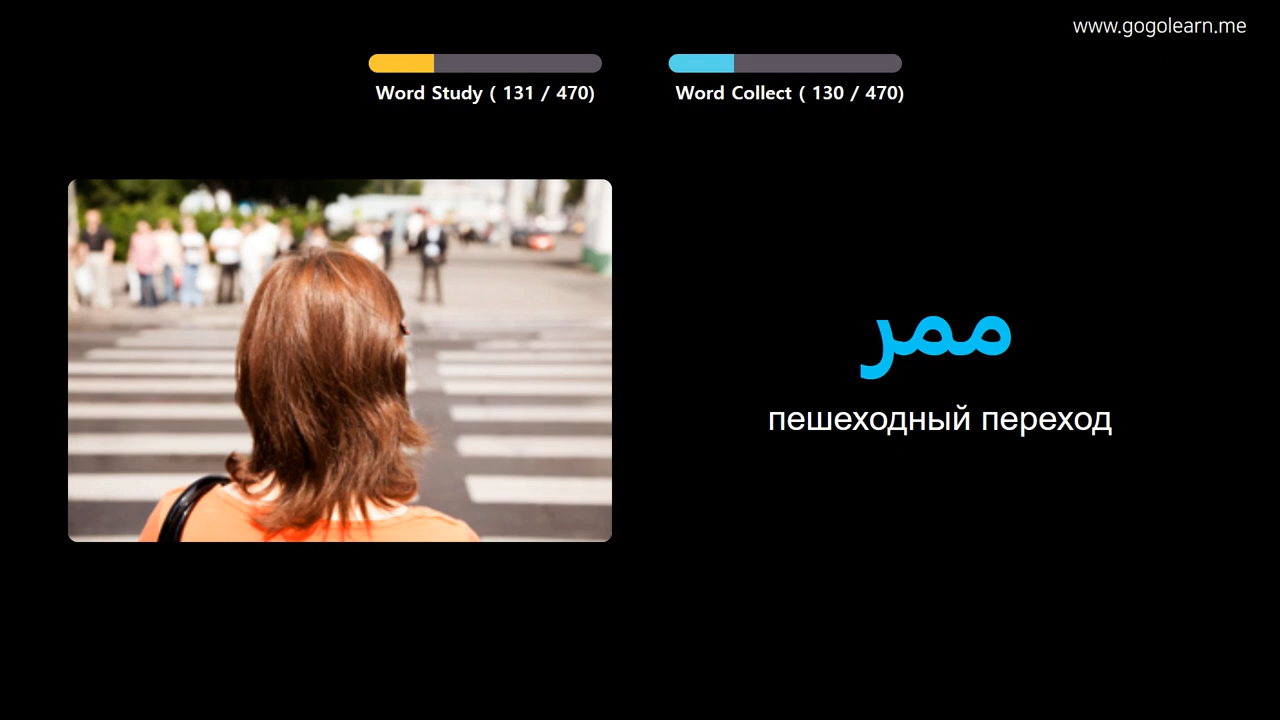 www.gogolearn.me
Word Study ( 131 / 470)
Word Collect ( 130 / 470)
ممر
пешеходный переход